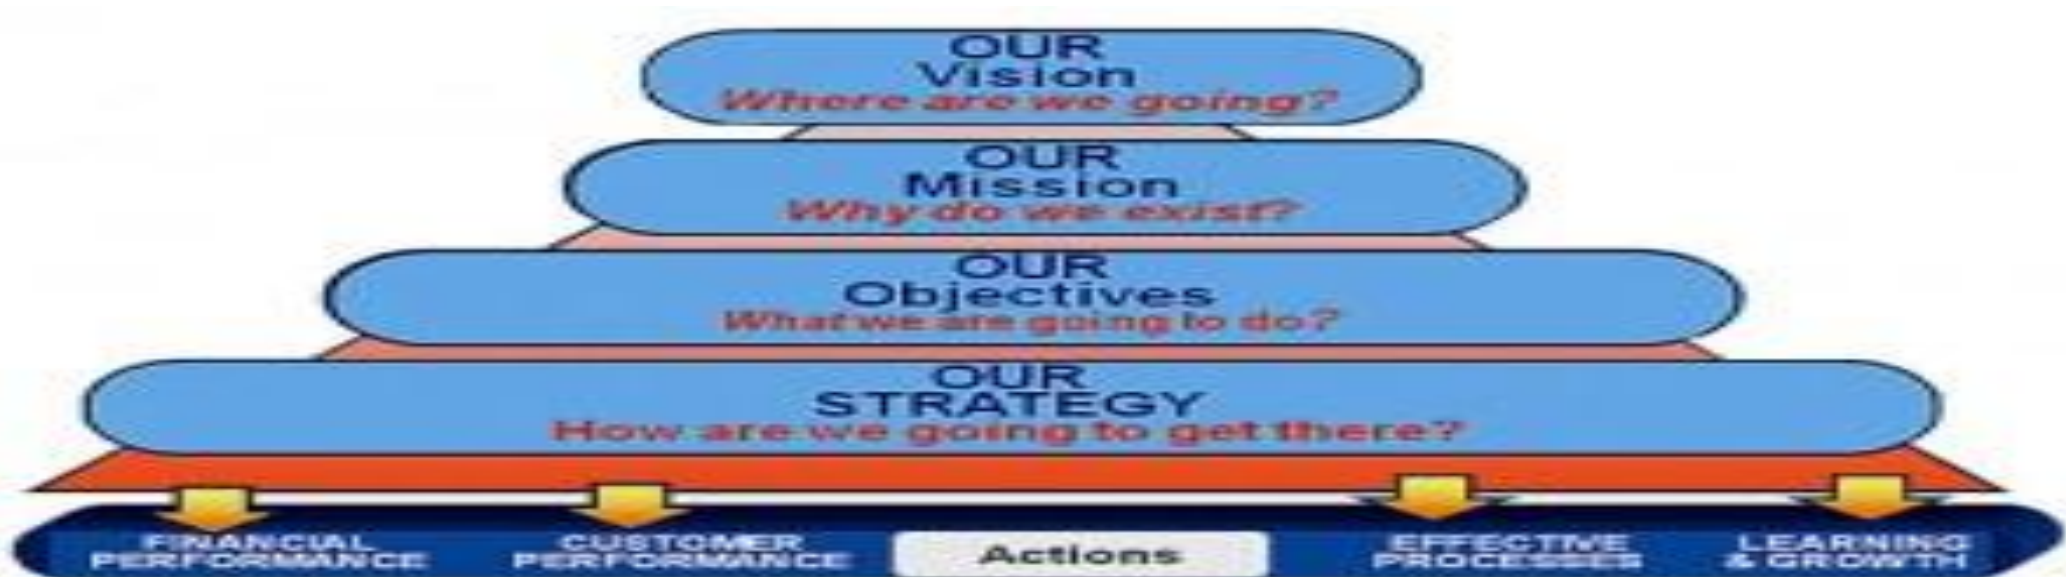 OUR
Vision
Where are we going?
OUR
Mission
Why do we exist?
OUR
Objectives
What we are going to do?
OUR
STRATEGY
How are we going to get there?
FINANCIAL
PERFORMANCE
CUSTOMER
PERFORMANCE
Actions
EFFECTIVE
PROCESSES
LEARNING
& GROWTH